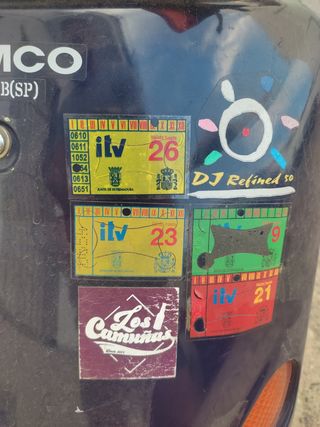 MCO
B(SP)
0610
0611
1052
0613
0651
itv
26
JUNTA DE EXTREMADURA
DJ Refined 50
itv
23
9
itv
21
Los
Camuñas